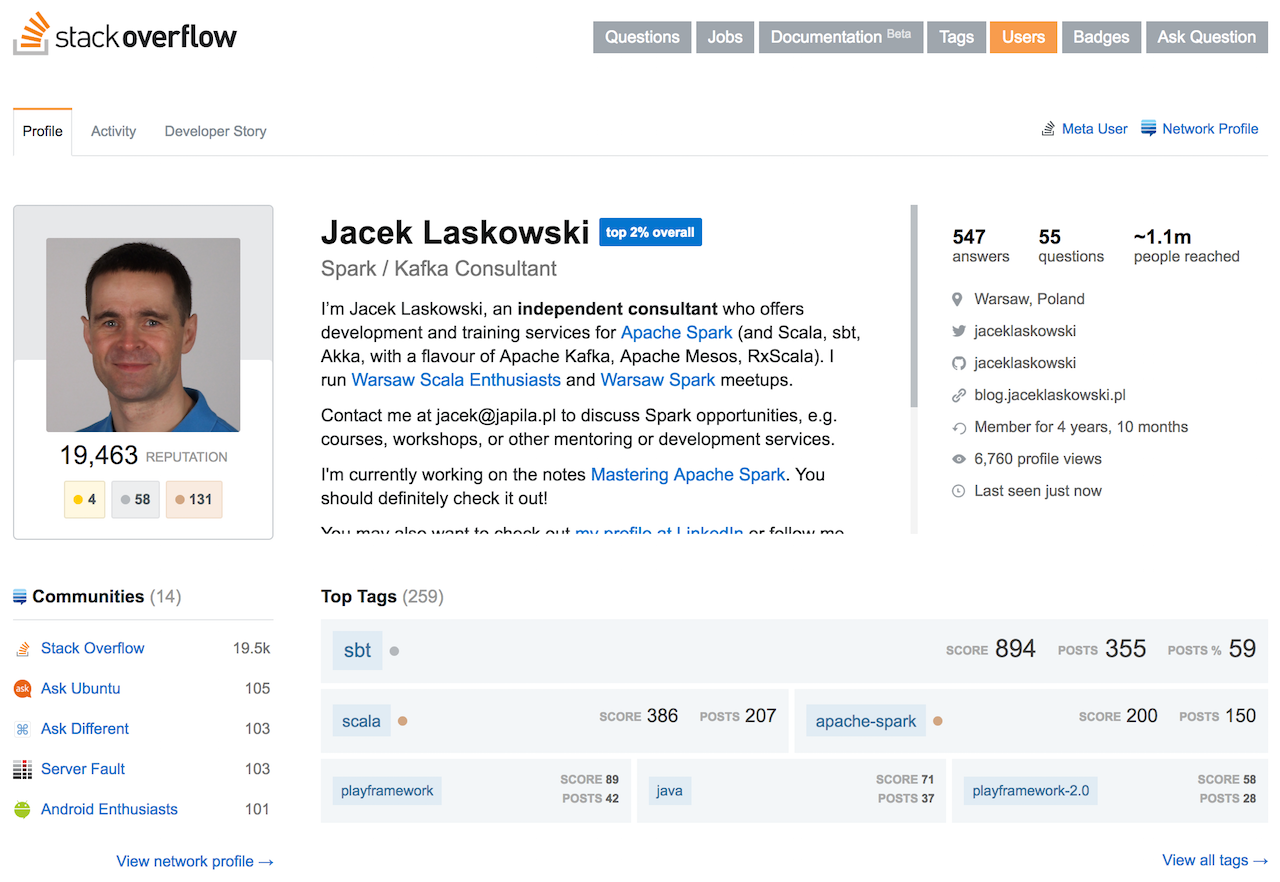 stackoverflow
Questions
Jobs
Documentation Beta
Tags
Users
Badges
Ask Question
Profile
Activity
Developer Story
Meta User
Network Profile
19,463 REPUTATION
4
58
131
Jacek Laskowski top 2% overall
Spark / Kafka Consultant
I'm Jacek Laskowski, an independent consultant who offers
development and training services for Apache Spark (and Scala, sbt,
Akka, with a flavour of Apache Kafka, Apache Mesos, RxScala). I
run Warsaw Scala Enthusiasts and Warsaw Spark meetups.
Contact me at jacek@japila.pl to discuss Spark opportunities, e.g.
courses, workshops, or other mentoring or development services.
I'm currently working on the notes Mastering Apache Spark. You
should definitely check it out!
You may also want to check out my profile at LinkedIn or follow me
547 answers
55 questions
~1.1m people reached
Warsaw, Poland
jaceklaskowski
jaceklaskowski
blog.jaceklaskowski.pl
Member for 4 years, 10 months
6,760 profile views
Last seen just now
Communities (14)
Stack Overflow 19.5k
ask Ask Ubuntu 105
Ask Different 103
Server Fault 103
Android Enthusiasts 101
View network profile →
Top Tags (259)
sbt SCORE 894 POSTS 355 POSTS % 59
scala SCORE 386 POSTS 207
apache-spark SCORE 200 POSTS 150
playframework SCORE 89 POSTS 42
java SCORE 71 POSTS 37
playframework-2.0 SCORE 58 POSTS 28
View all tags →